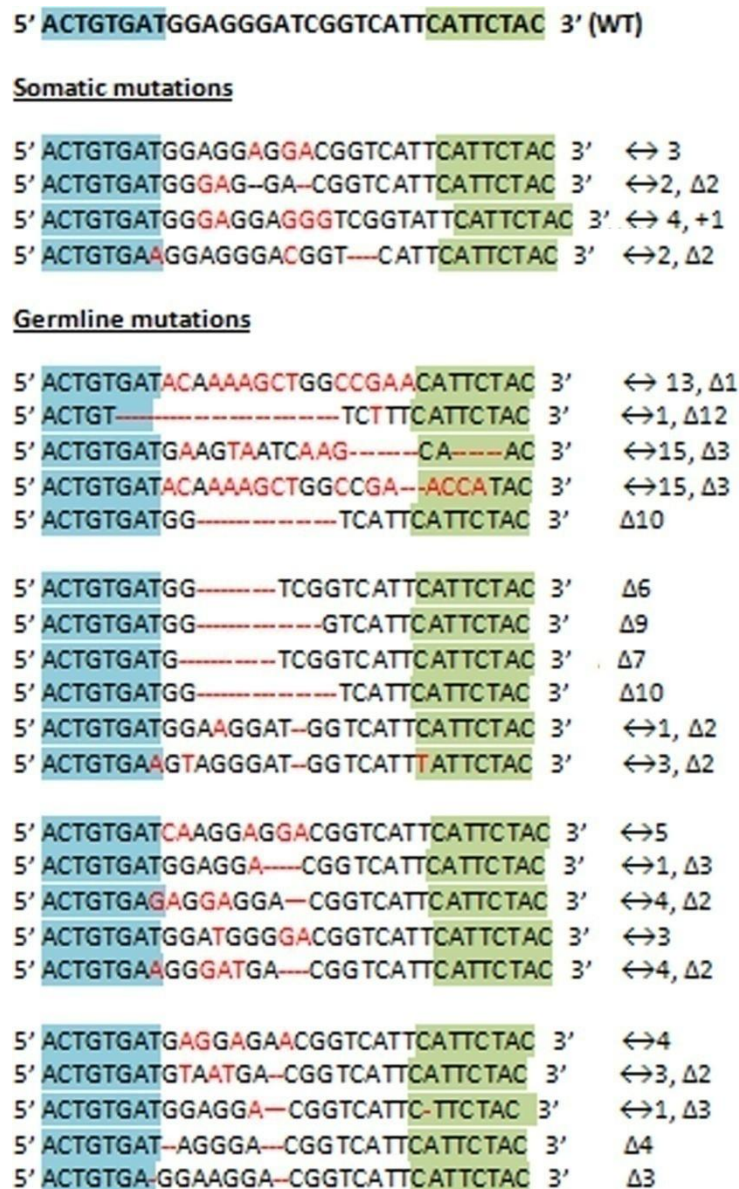 5' ACTGTGATGGAGGGATCGGTCATTCATTCTAC 3' (WT)
Somatic mutations
5' ACTGTGATGGAGGAGGACGGTCATTCATTCTAC 3' ↔ 3
5' ACTGTGATGGGAG--GA--CGGTCATTCATTCTAC 3' ↔2, Δ2
5' ACTGTGATGGGAGGAGGGTCGGTATTCATTCTAC 3' ↔ 4, +1
5' ACTGTGAAGGAGGGACGGT----CATTCATTCTAC 3' ↔2, Δ2
Germline mutations
5' ACTGTGATACAAAAGCTGGCCGAACATTCTAC 3' ↔ 13, Δ1
5' ACTGT-----------------------TCTTTCATTCTAC 3' ↔1, Δ12
5' ACTGTGATGAAGTAATCAAG-------CA-----AC 3' ↔15, Δ3
5' ACTGTGATACAAAAGCTGGCCGA---ACCATAC 3' ↔15, Δ3
5' ACTGTGATGG--------------TCATTCATTCTAC 3' Δ10
5' ACTGTGATGG--------TCGGTCATTCATTCTAC 3' Δ6
5' ACTGTGATGG-------------GTCATTCATTCTAC 3' Δ9
5' ACTGTGATG----------TCGGTCATTCATTCTAC 3' Δ7
5' ACTGTGATGG--------------TCATTCATTCTAC 3' Δ10
5' ACTGTGATGGAAGGAT--GGTCATTCATTCTAC 3' ↔1, Δ2
5' ACTGTGAAGTAGGGAT--GGTCATTTATTCTAC 3' ↔3, Δ2
5' ACTGTGATCAAGGAGGACGGTCATTCATTCTAC 3' ↔5
5' ACTGTGATGGAGGA----CGGTCATTCATTCTAC 3' ↔1, Δ3
5' ACTGTGAGAGGAGGA--CGGTCATTCATTCTAC 3' ↔4, Δ2
5' ACTGTGATGGATGGGGACGGTCATTCATTCTAC 3' ↔3
5' ACTGTGAAGGGATGA----CGGTCATTCATTCTAC 3' ↔4, Δ2
5' ACTGTGATGAGGAGAACGGTCATTCATTCTAC 3' ↔4
5' ACTGTGATGTAATGA--CGGTCATTCATTCTAC 3' ↔3, Δ2
5' ACTGTGATGGAGGA--CGGTCATTC-TTCTAC 3' ↔1, Δ3
5' ACTGTGAT--AGGGA---CGGTCATTCATTCTAC 3' Δ4
5' ACTGTGA-GGAAGGA--CGGTCATTCATTCTAC 3' Δ3